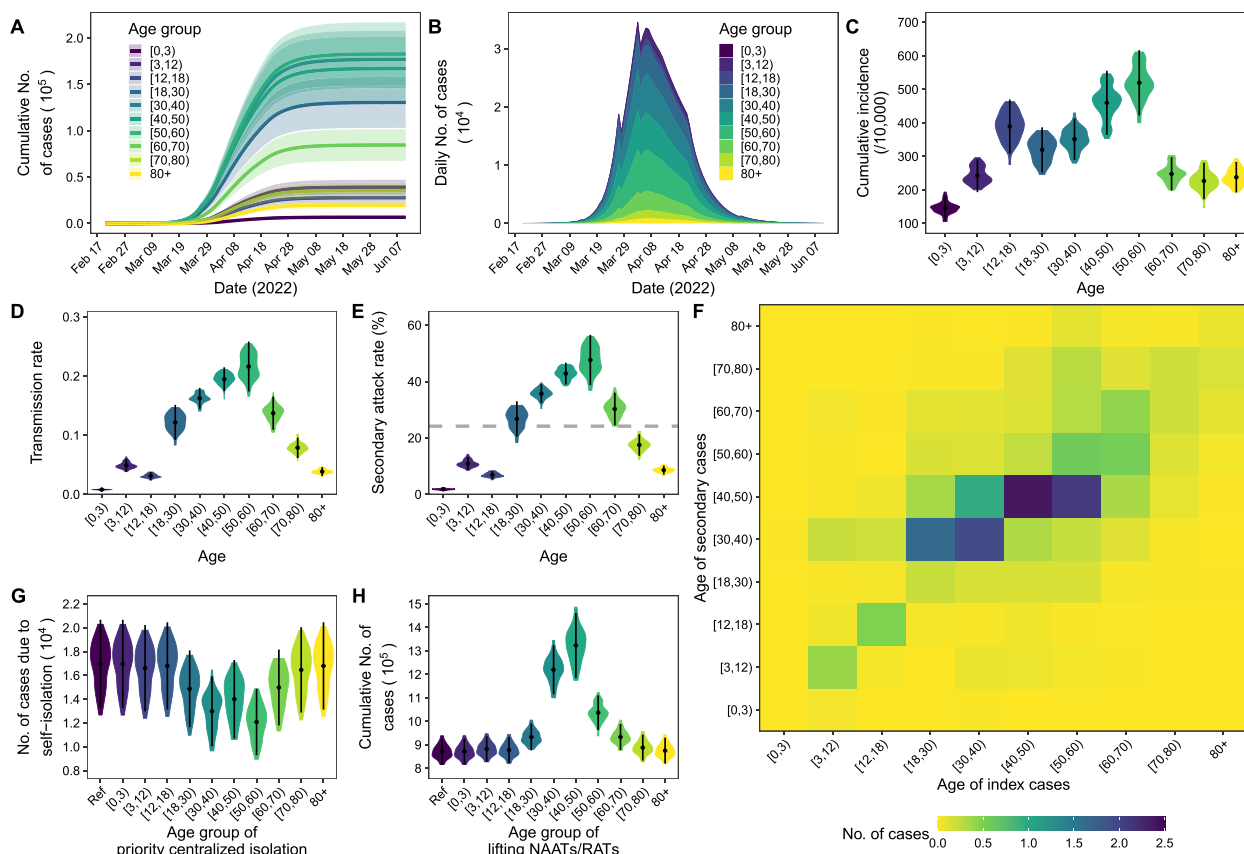 A
Cumulative No.
of cases ( 10⁵)
2.0
1.5
1.0
0.5
0.0
Age group
[0,3)
[3,12)
[12,18)
[18,30)
[30,40)
[40,50)
[50,60)
[60,70)
[70,80)
80+
Feb 17
Feb 27
Mar 09
Mar 19
Mar 29
Apr 08
Apr 18
Apr 28
May 08
May 18
May 28
Jun 07
Date (2022)
B
Daily No. of cases
( 10⁴)
3
2
1
0
Age group
[0,3)
[3,12)
[12,18)
[18,30)
[30,40)
[40,50)
[50,60)
[60,70)
[70,80)
80+
Feb 17
Feb 27
Mar 09
Mar 19
Mar 29
Apr 08
Apr 18
Apr 28
May 08
May 18
May 28
Jun 07
Date (2022)
C
Cumulative incidence
(/10,000)
700
600
500
400
300
200
100
[0,3)
[3,12)
[12,18)
[18,30)
[30,40)
[40,50)
[50,60)
[60,70)
[70,80)
80+
Age
D
Transmission rate
0.3
0.2
0.1
0.0
[0,3)
[3,12)
[12,18)
[18,30)
[30,40)
[40,50)
[50,60)
[60,70)
[70,80)
80+
Age
E
Secondary attack rate (%)
60
40
20
0
[0,3)
[3,12)
[12,18)
[18,30)
[30,40)
[40,50)
[50,60)
[60,70)
[70,80)
80+
Age
F
Age of secondary cases
80+
[70,80)
[60,70)
[50,60)
[40,50)
[30,40)
[18,30)
[12,18)
[3,12)
[0,3)
[0,3)
[3,12)
[12,18)
[18,30)
[30,40)
[40,50)
[50,60)
[60,70)
[70,80)
80+
Age of index cases
No. of cases
0.0
0.5
1.0
1.5
2.0
2.5
G
No. of cases due to
self−isolation ( 10⁴)
2.2
2.0
1.8
1.6
1.4
1.2
1.0
0.8
Ref
[0,3)
[3,12)
[12,18)
[18,30)
[30,40)
[40,50)
[50,60)
[60,70)
[70,80)
80+
Age group of
priority centralized isolation
H
Cumulative No. of
cases ( 10⁵)
15
14
13
12
11
10
9
8
Ref
[0,3)
[3,12)
[12,18)
[18,30)
[30,40)
[40,50)
[50,60)
[60,70)
[70,80)
80+
Age group of
lifting NAATs/RATs